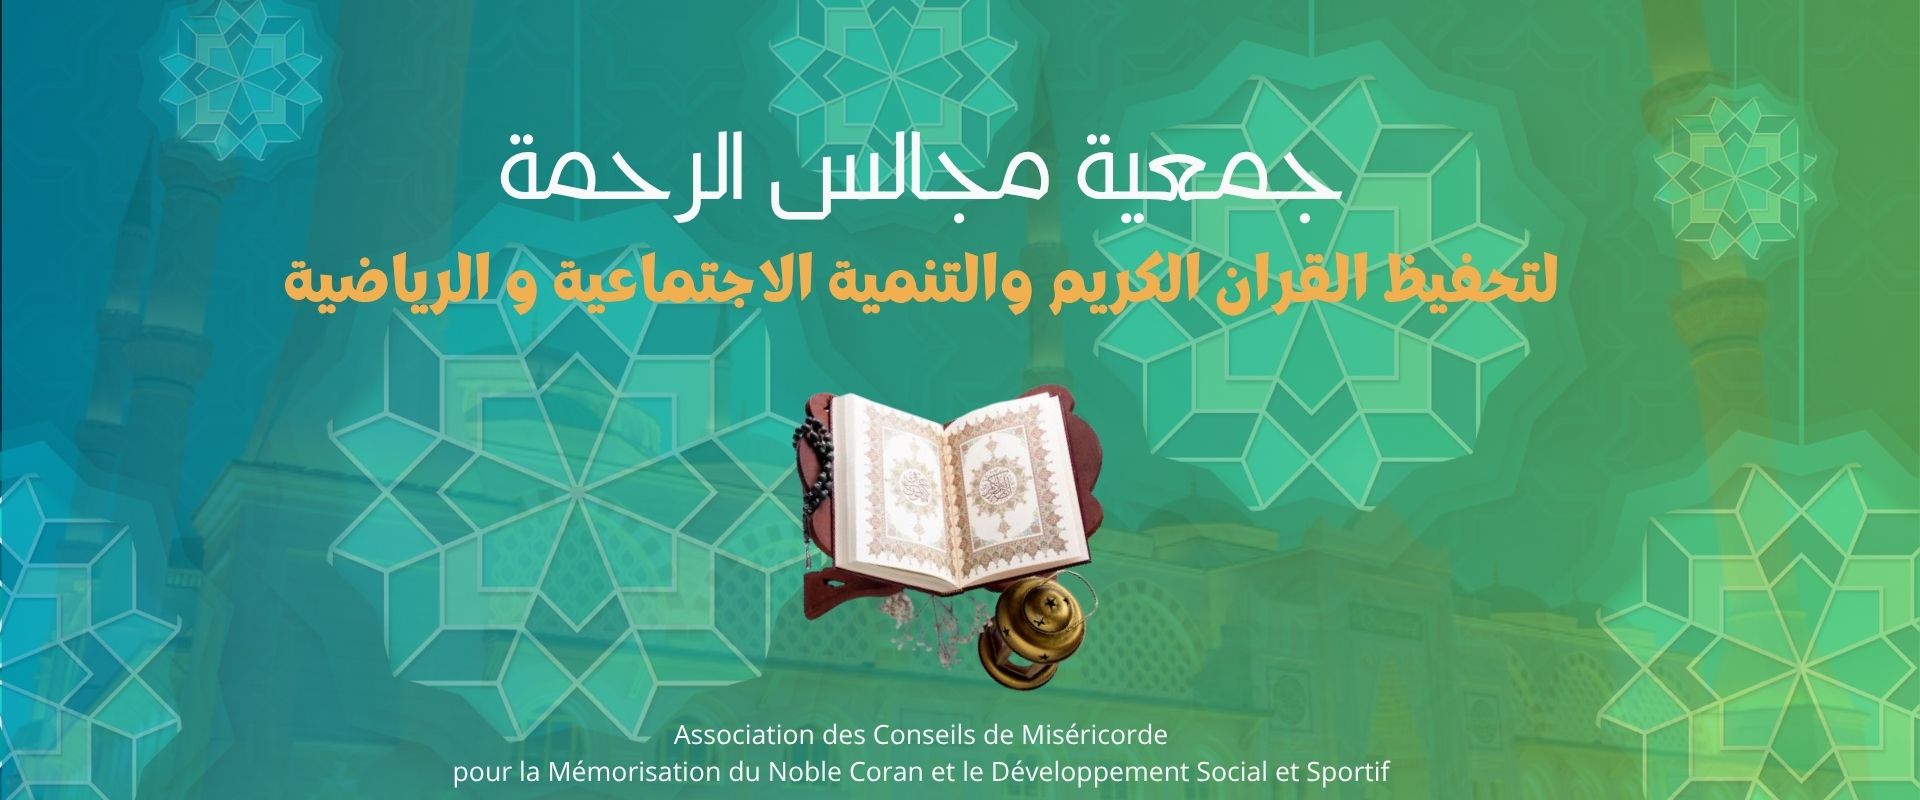 جمعية مجالس الرحمة
لتحفيظ القران الكريم والتنمية الاجتماعية و الرياضية
Association des Conseils de Miséricorde
pour la Mémorisation du Noble Coran et le Développement Social et Sportif